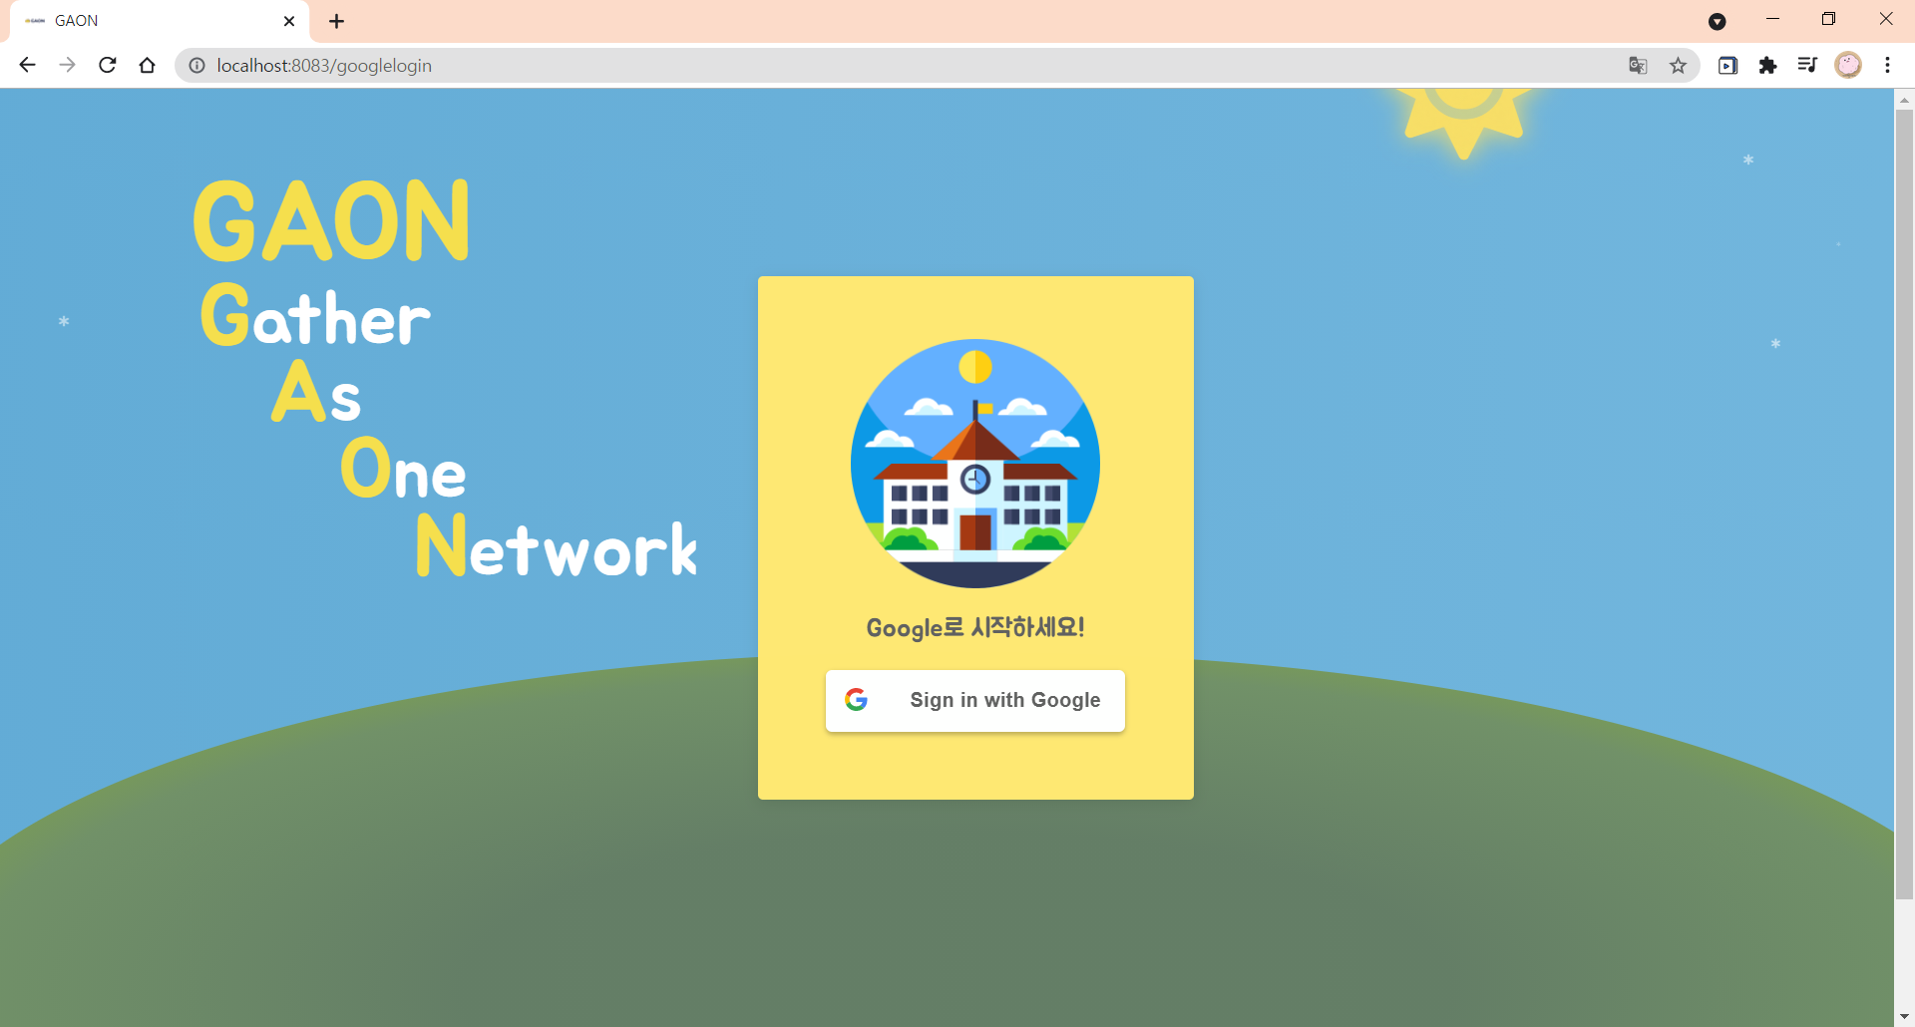 GAON
localhost:8083/googlelogin
GAON
Gather
As
One
Network
Google로 시작하세요!
Sign in with Google